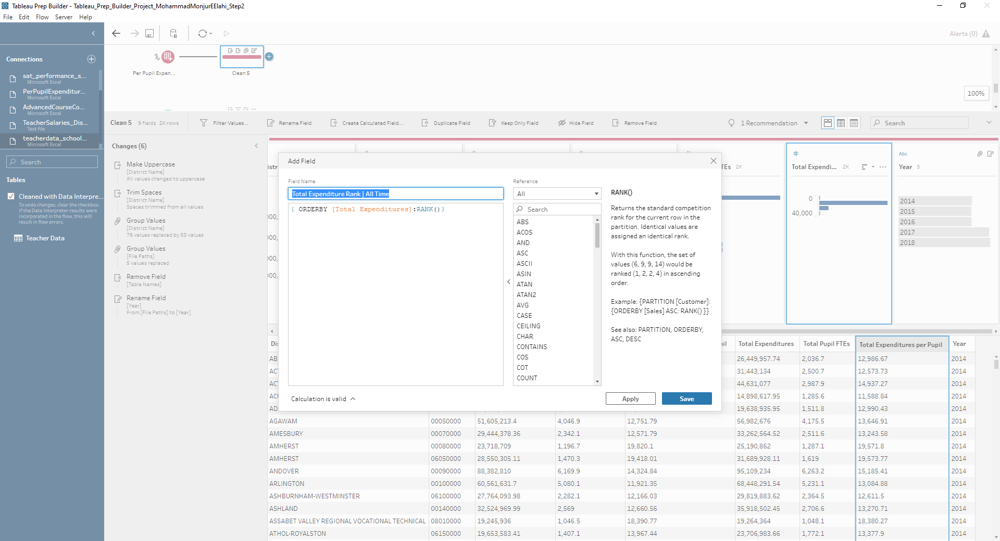 Tableau Prep Builder - Tableau_Prep_Builder_Project_MohammadMonjurEElahi_Step2
File Edit Flow Server Help
Alerts (0)
Connections
sat_performance_s...
Microsoft Excel
PerPupilExpenditur...
Microsoft Excel
AdvancedCourseCo...
Microsoft Excel
TeacherSalaries_Dis...
Text file
teacherdata_school...
Microsoft Excel
Search
Tables
Cleaned with Data Interpre...
To undo changes, clear the checkbox.
If the Data Interpreter results were
incorporated in the flow, this will
result in flow errors.
Teacher Data
Per Pupil Expen...
Clean 5
100%
Clean 5 9 fields 2K rows
Filter Values...
Rename Field
Create Calculated Field...
Duplicate Field
Keep Only Field
Hide Field
Remove Field
1 Recommendation
Search
Changes (6)
Make Uppercase
[District Name]
All values changed to uppercase
Trim Spaces
[District Name]
Spaces trimmed from all values
Group Values
[District Name]
76 values replaced by 53 values
Group Values
[File Paths]
5 values replaced
Remove Field
[Table Names]
Rename Field
[Year]
From [File Paths] to [Year]
Add Field
Field Name
Total Expenditure Rank | All Time
{ ORDERBY [Total Expenditures]:RANK()}
Calculation is valid
Reference
All
Search
ABS
ACOS
AND
ASC
ASCII
ASIN
ATAN
ATAN2
AVG
CASE
CEILING
CHAR
CONTAINS
COS
COT
COUNT
RANK()
Returns the standard competition
rank for the current row in the
partition. Identical values are
assigned an identical rank.
With this function, the set of
values (6, 9, 9, 14) would be
ranked (1, 2, 2, 4) in ascending
order.
Example: {PARTITION [Customer]:
{ORDERBY [Sales] ASC: RANK() }}
See also: PARTITION, ORDERBY,
ASC, DESC
Apply
Save
TEs 2K
#
Total Expendi... 2K
0
40,000
Abc
Year 5
2014
2015
2016
2017
2018
Total Expenditures Total Pupil FTEs Total Expenditures per Pupil Year
26,449,957.74 2,036.7 12,986.67 2014
31,443,134 2,500.7 12,573.73 2014
44,631,077 2,987.9 14,937.27 2014
14,898,617.95 1,285.6 11,588.84 2014
19,638,935.95 1,511.8 12,990.43 2014
AGAWAM 00050000 51,605,213.4 4,046.9 12,751.79 56,982,676 4,175.5 13,646.91 2014
AMESBURY 00070000 29,444,378.36 2,342.1 12,571.79 33,262,564.52 2,511.6 13,243.58 2014
AMHERST 00080000 23,718,709 1,196.7 19,820.1 25,190,862 1,287.1 19,571.8 2014
AMHERST 06050000 28,550,305.11 1,470.3 19,418.01 31,689,928.11 1,619 19,573.77 2014
ANDOVER 00090000 88,382,810 6,169.9 14,324.84 95,109,234 6,263.2 15,185.41 2014
ARLINGTON 00100000 60,561,631.7 5,080.1 11,921.35 68,448,291.54 5,231.1 13,084.88 2014
ASHBURNHAM-WESTMINSTER 06100000 27,764,093.98 2,282.1 12,166.03 29,819,883.62 2,364.5 12,611.5 2014
ASHLAND 00140000 32,524,969.99 2,569 12,660.56 35,918,502.45 2,706.6 13,270.71 2014
ASSABET VALLEY REGIONAL VOCATIONAL TECHNICAL 08010000 19,245,936 1,046.5 18,390.77 19,264,364 1,048.1 18,380.27 2014
ATHOL-ROYALSTON 06150000 19,653,583.41 1,407.1 13,967.44 23,706,983.66 1,772.1 13,377.9 2014